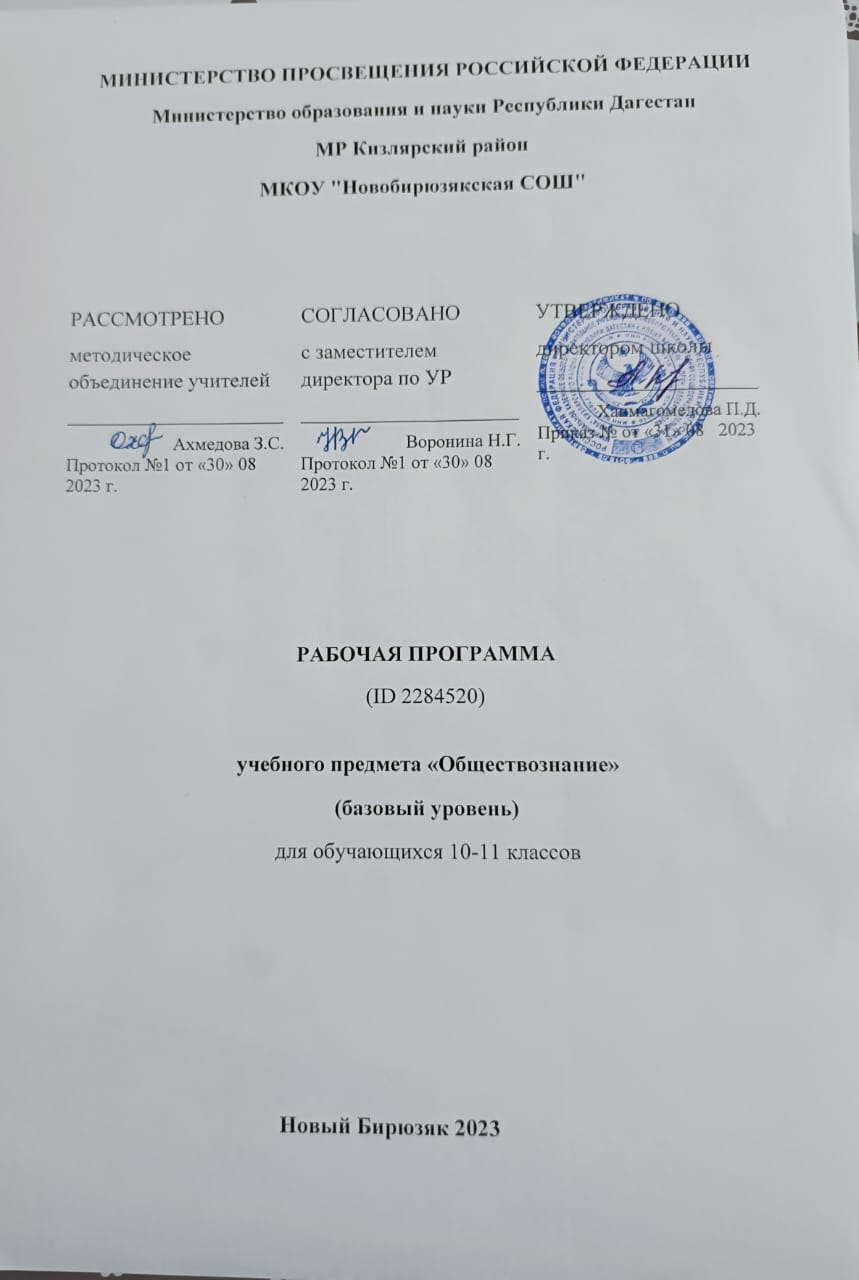 МИНИСТЕРСТВО ПРОСВЕЩЕНИЯ РОССИЙСКОЙ ФЕДЕРАЦИИ
Министерство образования и науки Республики Дагестан
МР Кизлярский район
МКОУ "Новобирюзякская СОШ"
РАССМОТРЕНО
методическое
объединение учителей
Ахмедова З.С.
Протокол №1 от «30» 08
2023 г.
СОГЛАСОВАНО
с заместителем
директора по УР
Воронина Н.Г.
Протокол №1 от «30» 08
2023 г.
УТВЕРЖДЕНО
директором школы
П.Д.
Приказ № от «31» 08 2023
г.
РАБОЧАЯ ПРОГРАММА
(ID 2284520)
учебного предмета «Обществознание»
(базовый уровень)
для обучающихся 10-11 классов
Новый Бирюзяк 2023